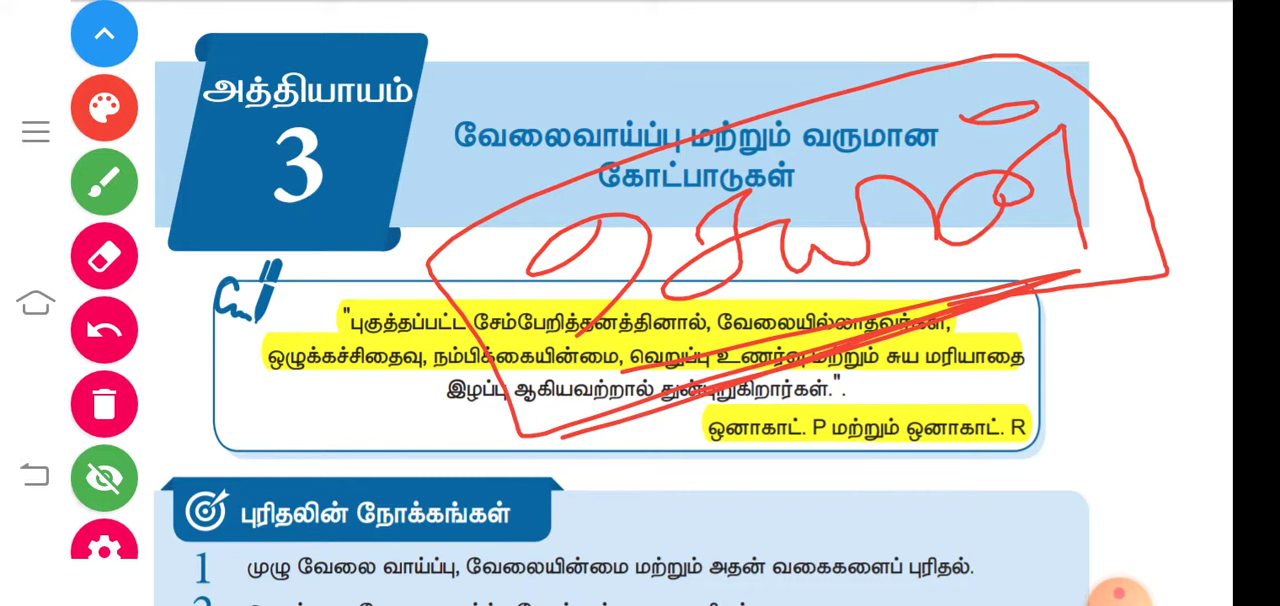 அத்தியாயம்
3
வேலைவாய்ப்பு மற்றும் வருமான
கோட்பாடுகள்
செயலி
"புகுத்தப்பட்ட சேம்பேறித்தனத்தினால், வேலையில்லாதவர்கள்,
ஒழுக்கச்சிதைவு, நம்பிக்கையின்மை, வெறுப்பு உணர்வு மற்றும் சுய மரியாதை
இழப்பு ஆகியவற்றால் துன்புறுகிறார்கள்.".
ஒனாகாட். P மற்றும் ஒனாகாட். R
புரிதலின் நோக்கங்கள்
1 முழு வேலை வாய்ப்பு, வேலையின்மை மற்றும் அதன் வகைகளைப் புரிதல்.